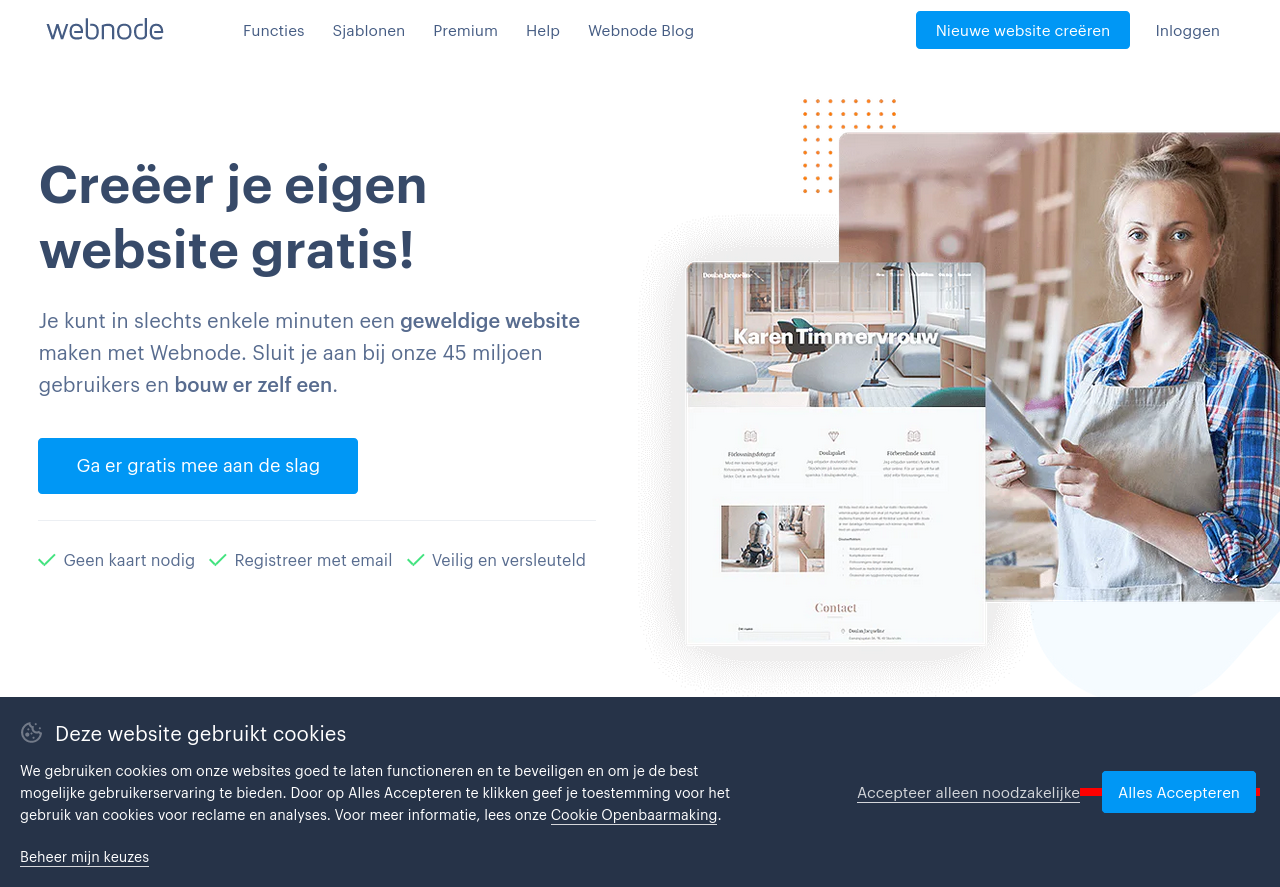 webnode
Functies
Sjablonen
Premium
Help
Webnode Blog
Nieuwe website creëren
Inloggen
Creëer je eigen
website gratis!
Je kunt in slechts enkele minuten een geweldige website
maken met Webnode. Sluit je aan bij onze 45 miljoen
gebruikers en bouw er zelf een.
Ga er gratis mee aan de slag
Geen kaart nodig
Registreer met email
Veilig en versleuteld
Karen Timmervrouw
Contact
Deze website gebruikt cookies
We gebruiken cookies om onze websites goed te laten functioneren en te beveiligen en om je de best
mogelijke gebruikerservaring te bieden. Door op Alles Accepteren te klikken geef je toestemming voor het
gebruik van cookies voor reclame en analyses. Voor meer informatie, lees onze Cookie Openbaarmaking.
Beheer mijn keuzes
Accepteer alleen noodzakelijke
Alles Accepteren